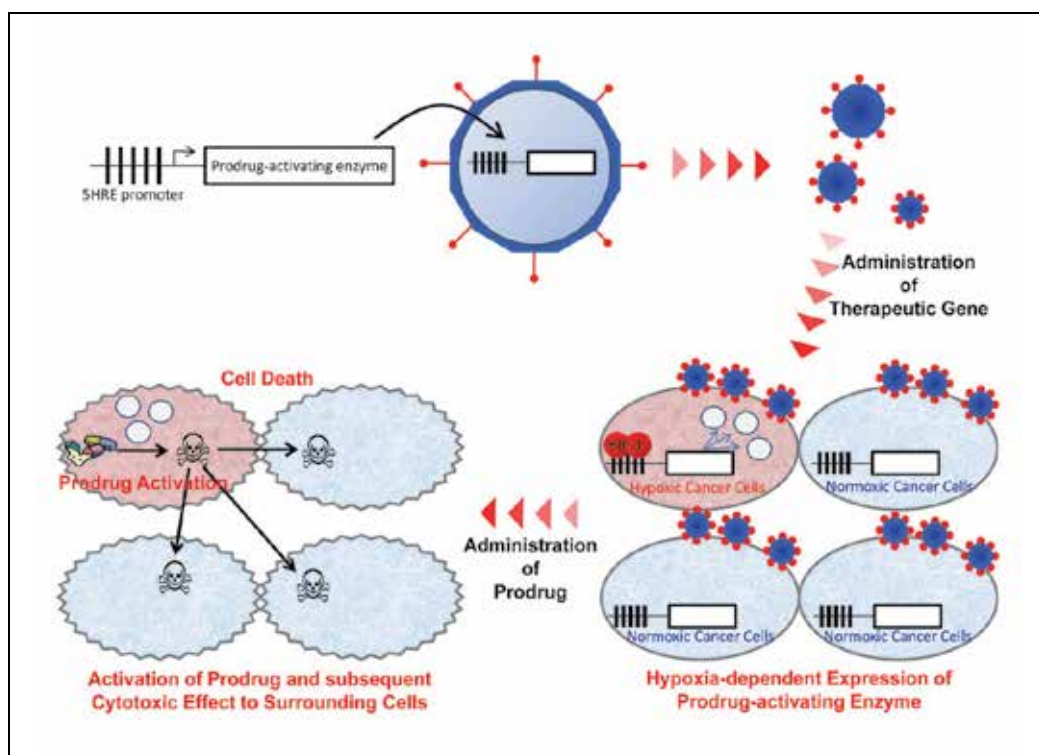 Prodrug-activating enzyme
5HRE promoter
Administration
of
Therapeutic Gene
Cell Death
HIF-1
Prodrug Activation
Hypoxic Cancer Cells
Normoxic Cancer Cells
Administration
of
Prodrug
Normoxic Cancer Cells
Normoxic Cancer Cells
Activation of Prodrug and subsequent
Cytotoxic Effect to Surrounding Cells
Hypoxia-dependent Expression of
Prodrug-activating Enzyme